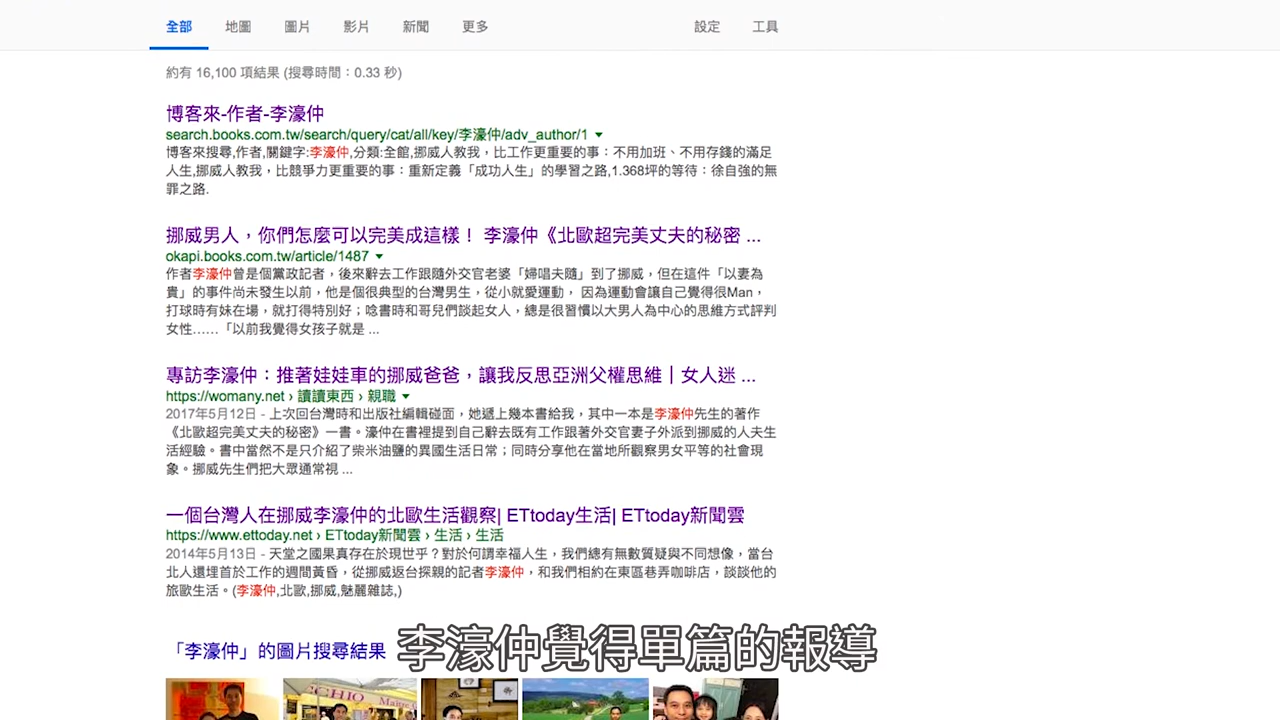 全部 地圖 圖片 影片 新聞 更多 設定 工具
約有 16,100 項結果 (搜尋時間：0.33 秒)
博客來-作者-李濠仲
search.books.com.tw/search/query/cat/all/key/李濠仲/adv_author/1
博客來搜尋,作者,關鍵字:李濠仲,分類:全館,挪威人教我，比工作更重要的事：不用加班、不用存錢的滿足
人生,挪威人教我，比競爭力更重要的事：重新定義「成功人生」的學習之路,1.368坪的等待：徐自強的無
罪之路.
挪威男人，你們怎麼可以完美成這樣！ 李濠仲《北歐超完美丈夫的秘密 ...
okapi.books.com.tw/article/1487
作者李濠仲曾是個黨政記者，後來辭去工作跟隨外交官老婆「婦唱夫隨」到了挪威，但在這件「以妻為
貴」的事件尚未發生以前，他是個很典型的台灣男生，從小就愛運動， 因為運動會讓自己覺得很Man，
打球時有妹在場，就打得特別好；唸書時和哥兒們談起女人，總是很習慣以大男人為中心的思維方式評判
女性……「以前我覺得女孩子就是 ...
專訪李濠仲：推著娃娃車的挪威爸爸，讓我反思亞洲父權思維｜女人迷 ...
https://womany.net › 讀讀東西 › 親職
2017年5月12日 - 上次回台灣時和出版社編輯碰面，她遞上幾本書給我，其中一本是李濠仲先生的著作
《北歐超完美丈夫的秘密》一書。濠仲在書裡提到自己辭去既有工作跟著外交官妻子外派到挪威的人夫生
活經驗。書中當然不是只介紹了柴米油鹽的異國生活日常；同時分享他在當地所觀察男女平等的社會現
象。挪威先生們把大眾通常視 ...
一個台灣人在挪威李濠仲的北歐生活觀察| ETtoday生活| ETtoday新聞雲
https://www.ettoday.net › ETtoday新聞雲 › 生活 › 生活
2014年5月13日 - 天堂之國果真存在於現世乎？對於何謂幸福人生，我們總有無數質疑與不同想像，當台
北人還埋首於工作的週間黃昏，從挪威返台探親的記者李濠仲，和我們相約在東區巷弄咖啡店，談談他的
旅歐生活。(李濠仲,北歐,挪威,魅麗雜誌,)
「李濠仲」的圖片搜尋結果
李濠仲覺得單篇的報導